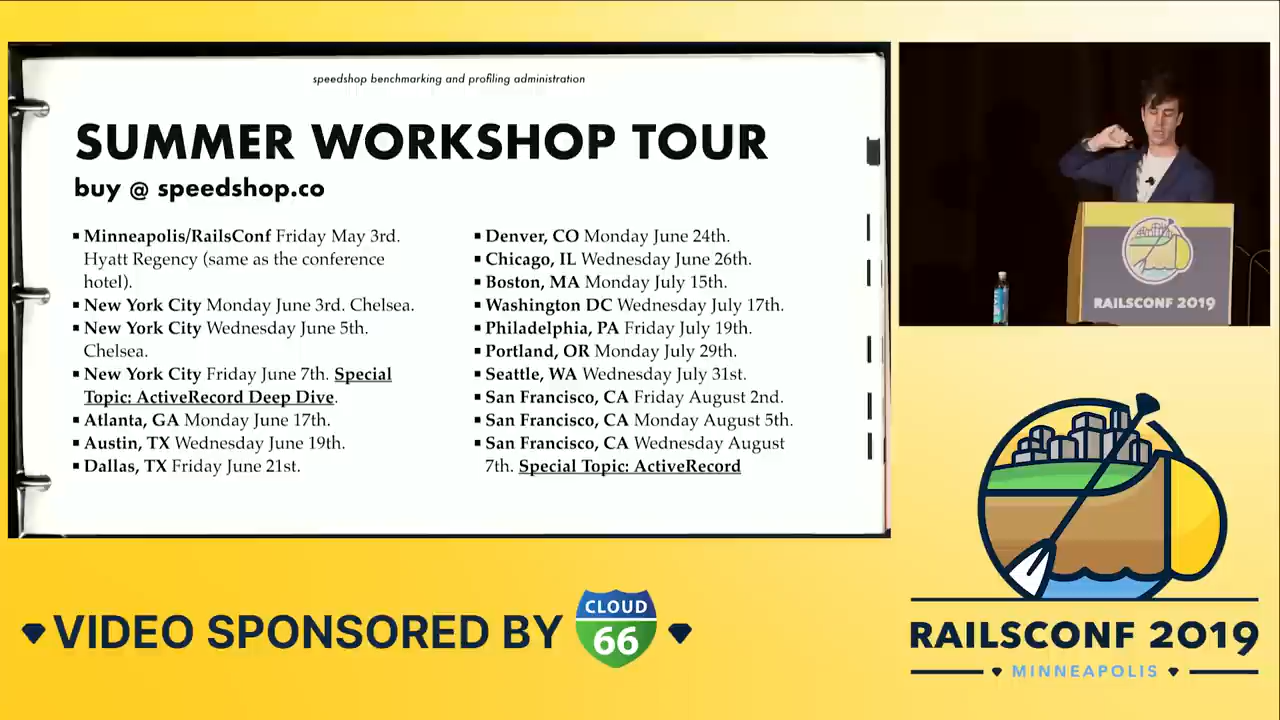 speedshop benchmarking and profiling administration
SUMMER WORKSHOP TOUR
buy @ speedshop.co
▪ Minneapolis/RailsConf Friday May 3rd.
Hyatt Regency (same as the conference
hotel).
▪ New York City Monday June 3rd. Chelsea.
▪ New York City Wednesday June 5th.
Chelsea.
▪ New York City Friday June 7th. Special
Topic: ActiveRecord Deep Dive.
▪ Atlanta, GA Monday June 17th.
▪ Austin, TX Wednesday June 19th.
▪ Dallas, TX Friday June 21st.
▪ Denver, CO Monday June 24th.
▪ Chicago, IL Wednesday June 26th.
▪ Boston, MA Monday July 15th.
▪ Washington DC Wednesday July 17th.
▪ Philadelphia, PA Friday July 19th.
▪ Portland, OR Monday July 29th.
▪ Seattle, WA Wednesday July 31st.
▪ San Francisco, CA Friday August 2nd.
▪ San Francisco, CA Monday August 5th.
▪ San Francisco, CA Wednesday August
7th. Special Topic: ActiveRecord
RAILSCONF 2019
VIDEO SPONSORED BY
CLOUD
66
RAILSCONF 2019
MINNEAPOLIS